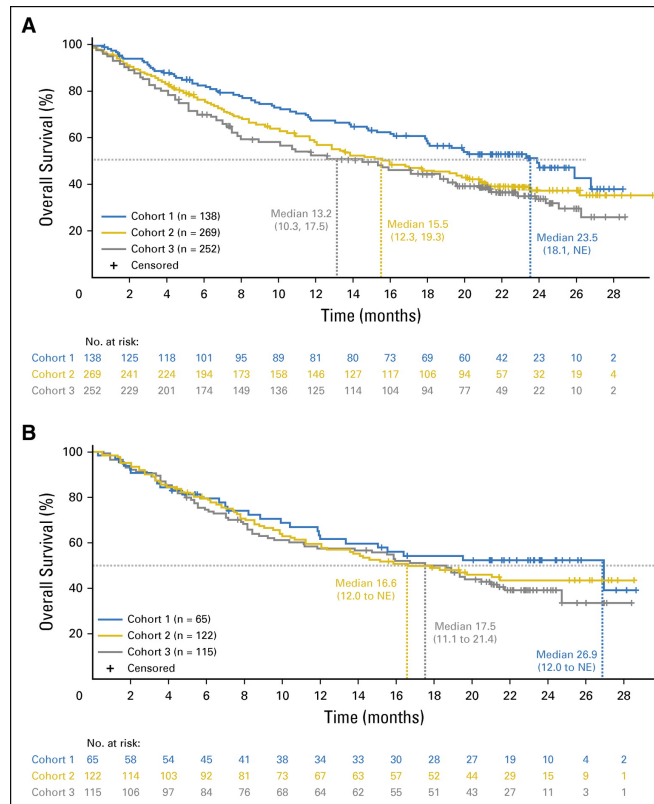 A
Overall Survival (%)
100
80
60
40
20
Median 13.2
(10.3, 17.5)
Median 15.5
(12.3, 19.3)
Median 23.5
(18.1, NE)
Cohort 1 (n = 138)
Cohort 2 (n = 269)
Cohort 3 (n = 252)
+ Censored
0 2 4 6 8 10 12 14 16 18 20 22 24 26 28
Time (months)
No. at risk:
Cohort 1 138 125 118 101 95 89 81 80 73 69 60 42 23 10 2
Cohort 2 269 241 224 194 173 158 146 127 117 106 94 57 32 19 4
Cohort 3 252 229 201 174 149 136 125 114 104 94 77 49 22 10 2
B
Overall Survival (%)
100
80
60
40
20
Median 16.6
(12.0 to NE)
Median 17.5
(11.1 to 21.4)
Median 26.9
(12.0 to NE)
Cohort 1 (n = 65)
Cohort 2 (n = 122)
Cohort 3 (n = 115)
+ Censored
0 2 4 6 8 10 12 14 16 18 20 22 24 26 28
Time (months)
No. at risk:
Cohort 1 65 58 54 45 41 38 34 33 30 28 27 19 10 4 2
Cohort 2 122 114 103 92 81 73 67 63 57 52 44 29 15 9 1
Cohort 3 115 106 97 84 76 68 64 62 55 51 43 27 11 3 1